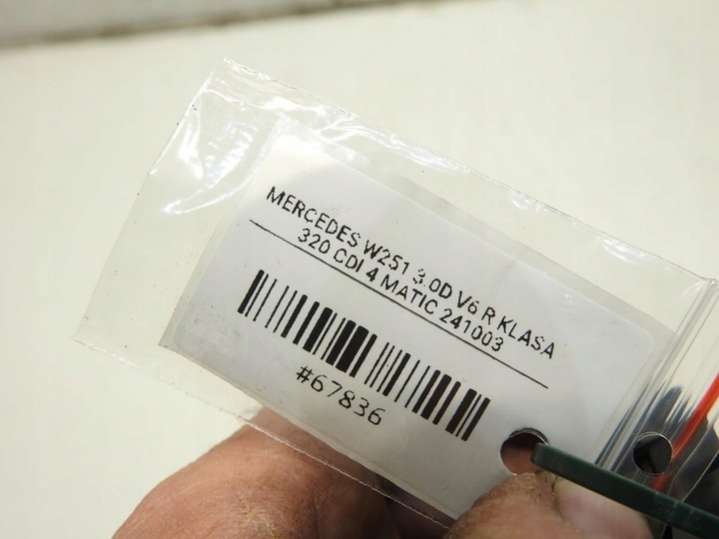 MERCEDES W251 3.0D V6 R KLASA
320 CDI 4 MATIC 241003
#67836